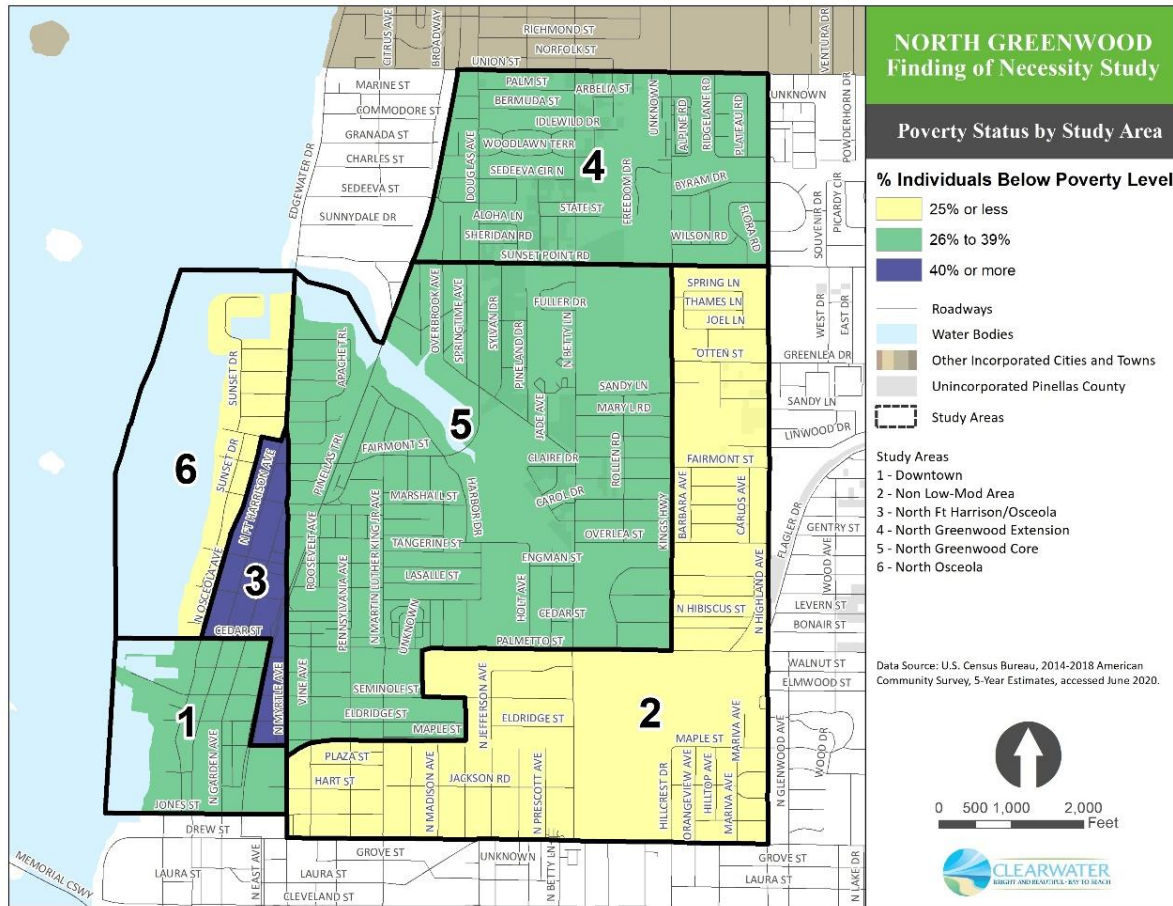 NORTH GREENWOOD
Finding of Necessity Study
Poverty Status by Study Area
% Individuals Below Poverty Level
25% or less
26% to 39%
40% or more
Roadways
Water Bodies
Other Incorporated Cities and Towns
Unincorporated Pinellas County
Study Areas
Study Areas
1 - Downtown
2 - Non Low-Mod Area
3 - North Ft Harrison/Osceola
4 - North Greenwood Extension
5 - North Greenwood Core
6 - North Osceola
Data Source: U.S. Census Bureau, 2014-2018 American
Community Survey, 5-Year Estimates, accessed June 2020.
0 500 1,000 2,000
Feet
CLEARWATER
BRIGHT AND BEAUTIFUL • BAY TO BEACH
CITRUS AVE
BROADWAY
RICHMOND ST
NORFOLK ST
UNION ST
VENTURA DR
MARINE ST
COMMODORE ST
GRANADA ST
CHARLES ST
SEDEEVA ST
SUNNYDALE DR
EDGEWATER DR
PALM ST
ARBELIA ST
BERMUDA ST
IDLEWILD DR
WOODLAWN TERR
SEDEEVA CIR N
DOUGLAS AVE
4
UNKNOWN
ALPINE RD
RIDGELANE RD
PLATEAU RD
UNKNOWN
POWDERHORN DR
BYRAM DR
FREEDOM DR
STATE ST
ALOHA LN
SHERIDAN RD
WILSON RD
FLORA RD
SUNSET POINT RD
SOUVENIR DR
PICARDY CIR
OVERBROOK AVE
SPRINGTIME AVE
SYLVAN DR
PINELAND DR
FULLER DR
N BETTY LN
SPRING LN
THAMES LN
JOEL LN
OTTEN ST
WEST DR
EAST DR
GREENLEA DR
SANDY LN
LINWOOD DR
APACHE TRL
SUNSET DR
SUNSET DR
6
N FT HARRISON AVE
N OSCEOLA AVE
3
CEDAR ST
PINELLAS TRL
FAIRMONT ST
5
SANDY LN
MARY L RD
JADE AVE
CLAIRE DR
ROLLEN RD
CAROL DR
MARSHALL ST
HARBOR DR
TANGERINE ST
OVERLEA ST
ENGMAN ST
LASALLE ST
ROOSEVELT AVE
PENNSYLVANIA AVE
N MARTIN LUTHER KING JR AVE
UNKNOWN
HOLT AVE
CEDAR ST
PALMETTO ST
KINGS HWY
FAIRMONT ST
BARBARA AVE
CARLOS AVE
N HIBISCUS ST
N HIGHLAND AVE
FLAGLER DR
GENTRY ST
WOOD AVE
LEVERN ST
BONAIR ST
WALNUT ST
ELMWOOD ST
1
N GARDEN AVE
N MYRTLE AVE
VINE AVE
SEMINOLE ST
ELDRIDGE ST
MAPLE ST
N JEFFERSON AVE
ELDRIDGE ST
2
MAPLE ST
MARIVA AVE
PLAZA ST
HART ST
N MADISON AVE
JACKSON RD
N PRESCOTT AVE
HILLCREST DR
ORANGEVIEW AVE
HILLTOP AVE
MARIVA AVE
N GLENWOOD AVE
WOOD DR
JONES ST
DREW ST
MEMORIAL CSWY
LAURA ST
N EAST AVE
GROVE ST
LAURA ST
CLEVELAND ST
UNKNOWN
N BETTY LN
GROVE ST
LAURA ST
N LAKE DR